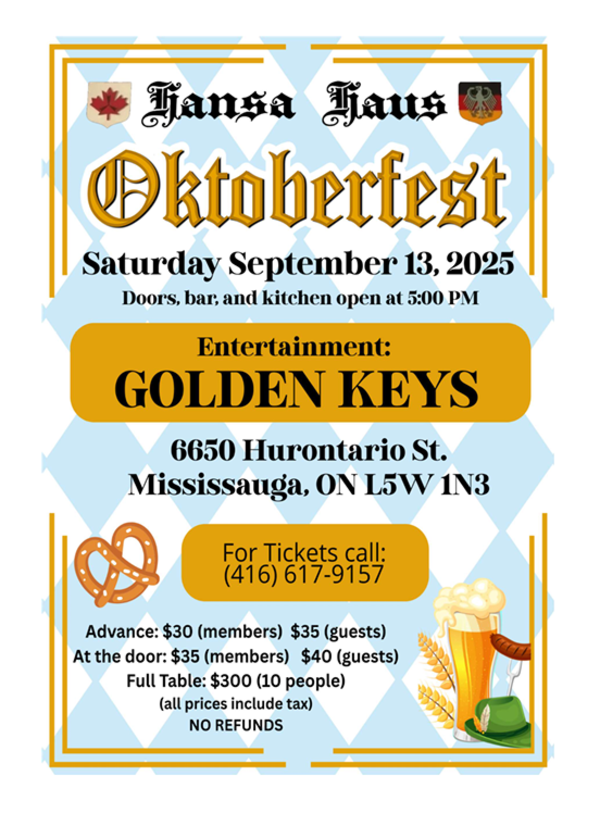 Hansa Haus
Oktoberfest
Saturday September 13, 2025
Doors, bar, and kitchen open at 5:00 PM
Entertainment:
GOLDEN KEYS
6650 Hurontario St.
Mississauga, ON L5W 1N3
For Tickets call:
(416) 617-9157
Advance: $30 (members) $35 (guests)
At the door: $35 (members) $40 (guests)
Full Table: $300 (10 people)
(all prices include tax)
NO REFUNDS